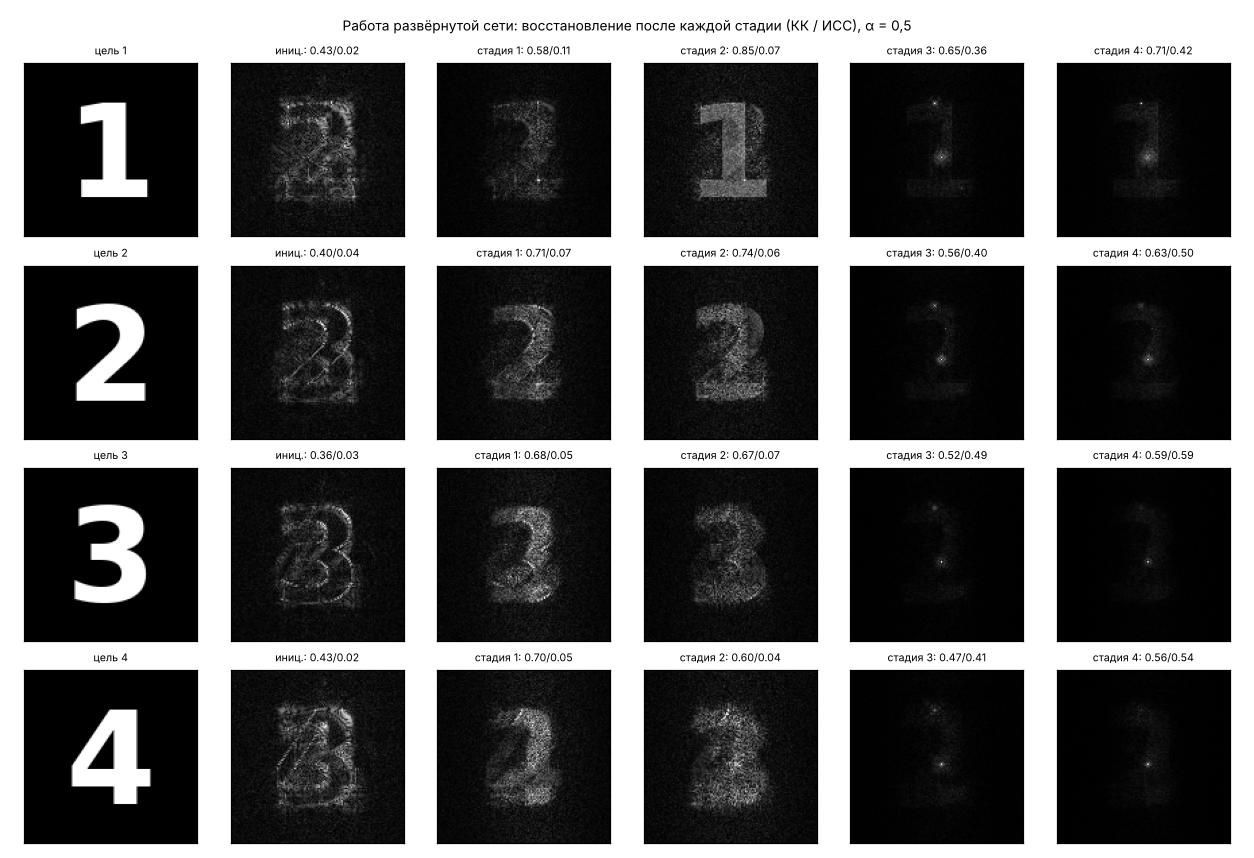 Работа развёрнутой сети: восстановление после каждой стадии (КК / ИСС), α = 0,5
цель 1 иниц.: 0.43/0.02 стадия 1: 0.58/0.11 стадия 2: 0.85/0.07 стадия 3: 0.65/0.36 стадия 4: 0.71/0.42
1
цель 2 иниц.: 0.40/0.04 стадия 1: 0.71/0.07 стадия 2: 0.74/0.06 стадия 3: 0.56/0.40 стадия 4: 0.63/0.50
2
цель 3 иниц.: 0.36/0.03 стадия 1: 0.68/0.05 стадия 2: 0.67/0.07 стадия 3: 0.52/0.49 стадия 4: 0.59/0.59
3
цель 4 иниц.: 0.43/0.02 стадия 1: 0.70/0.05 стадия 2: 0.60/0.04 стадия 3: 0.47/0.41 стадия 4: 0.56/0.54
4